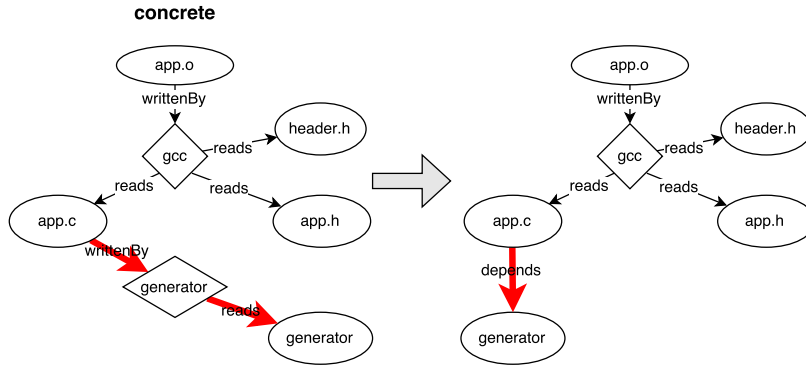 concrete
app.o
writtenBy
header.h
reads
gcc
reads
reads
app.c
app.h
writtenBy
generator
reads
generator
app.o
writtenBy
header.h
reads
gcc
reads
reads
app.c
app.h
depends
generator